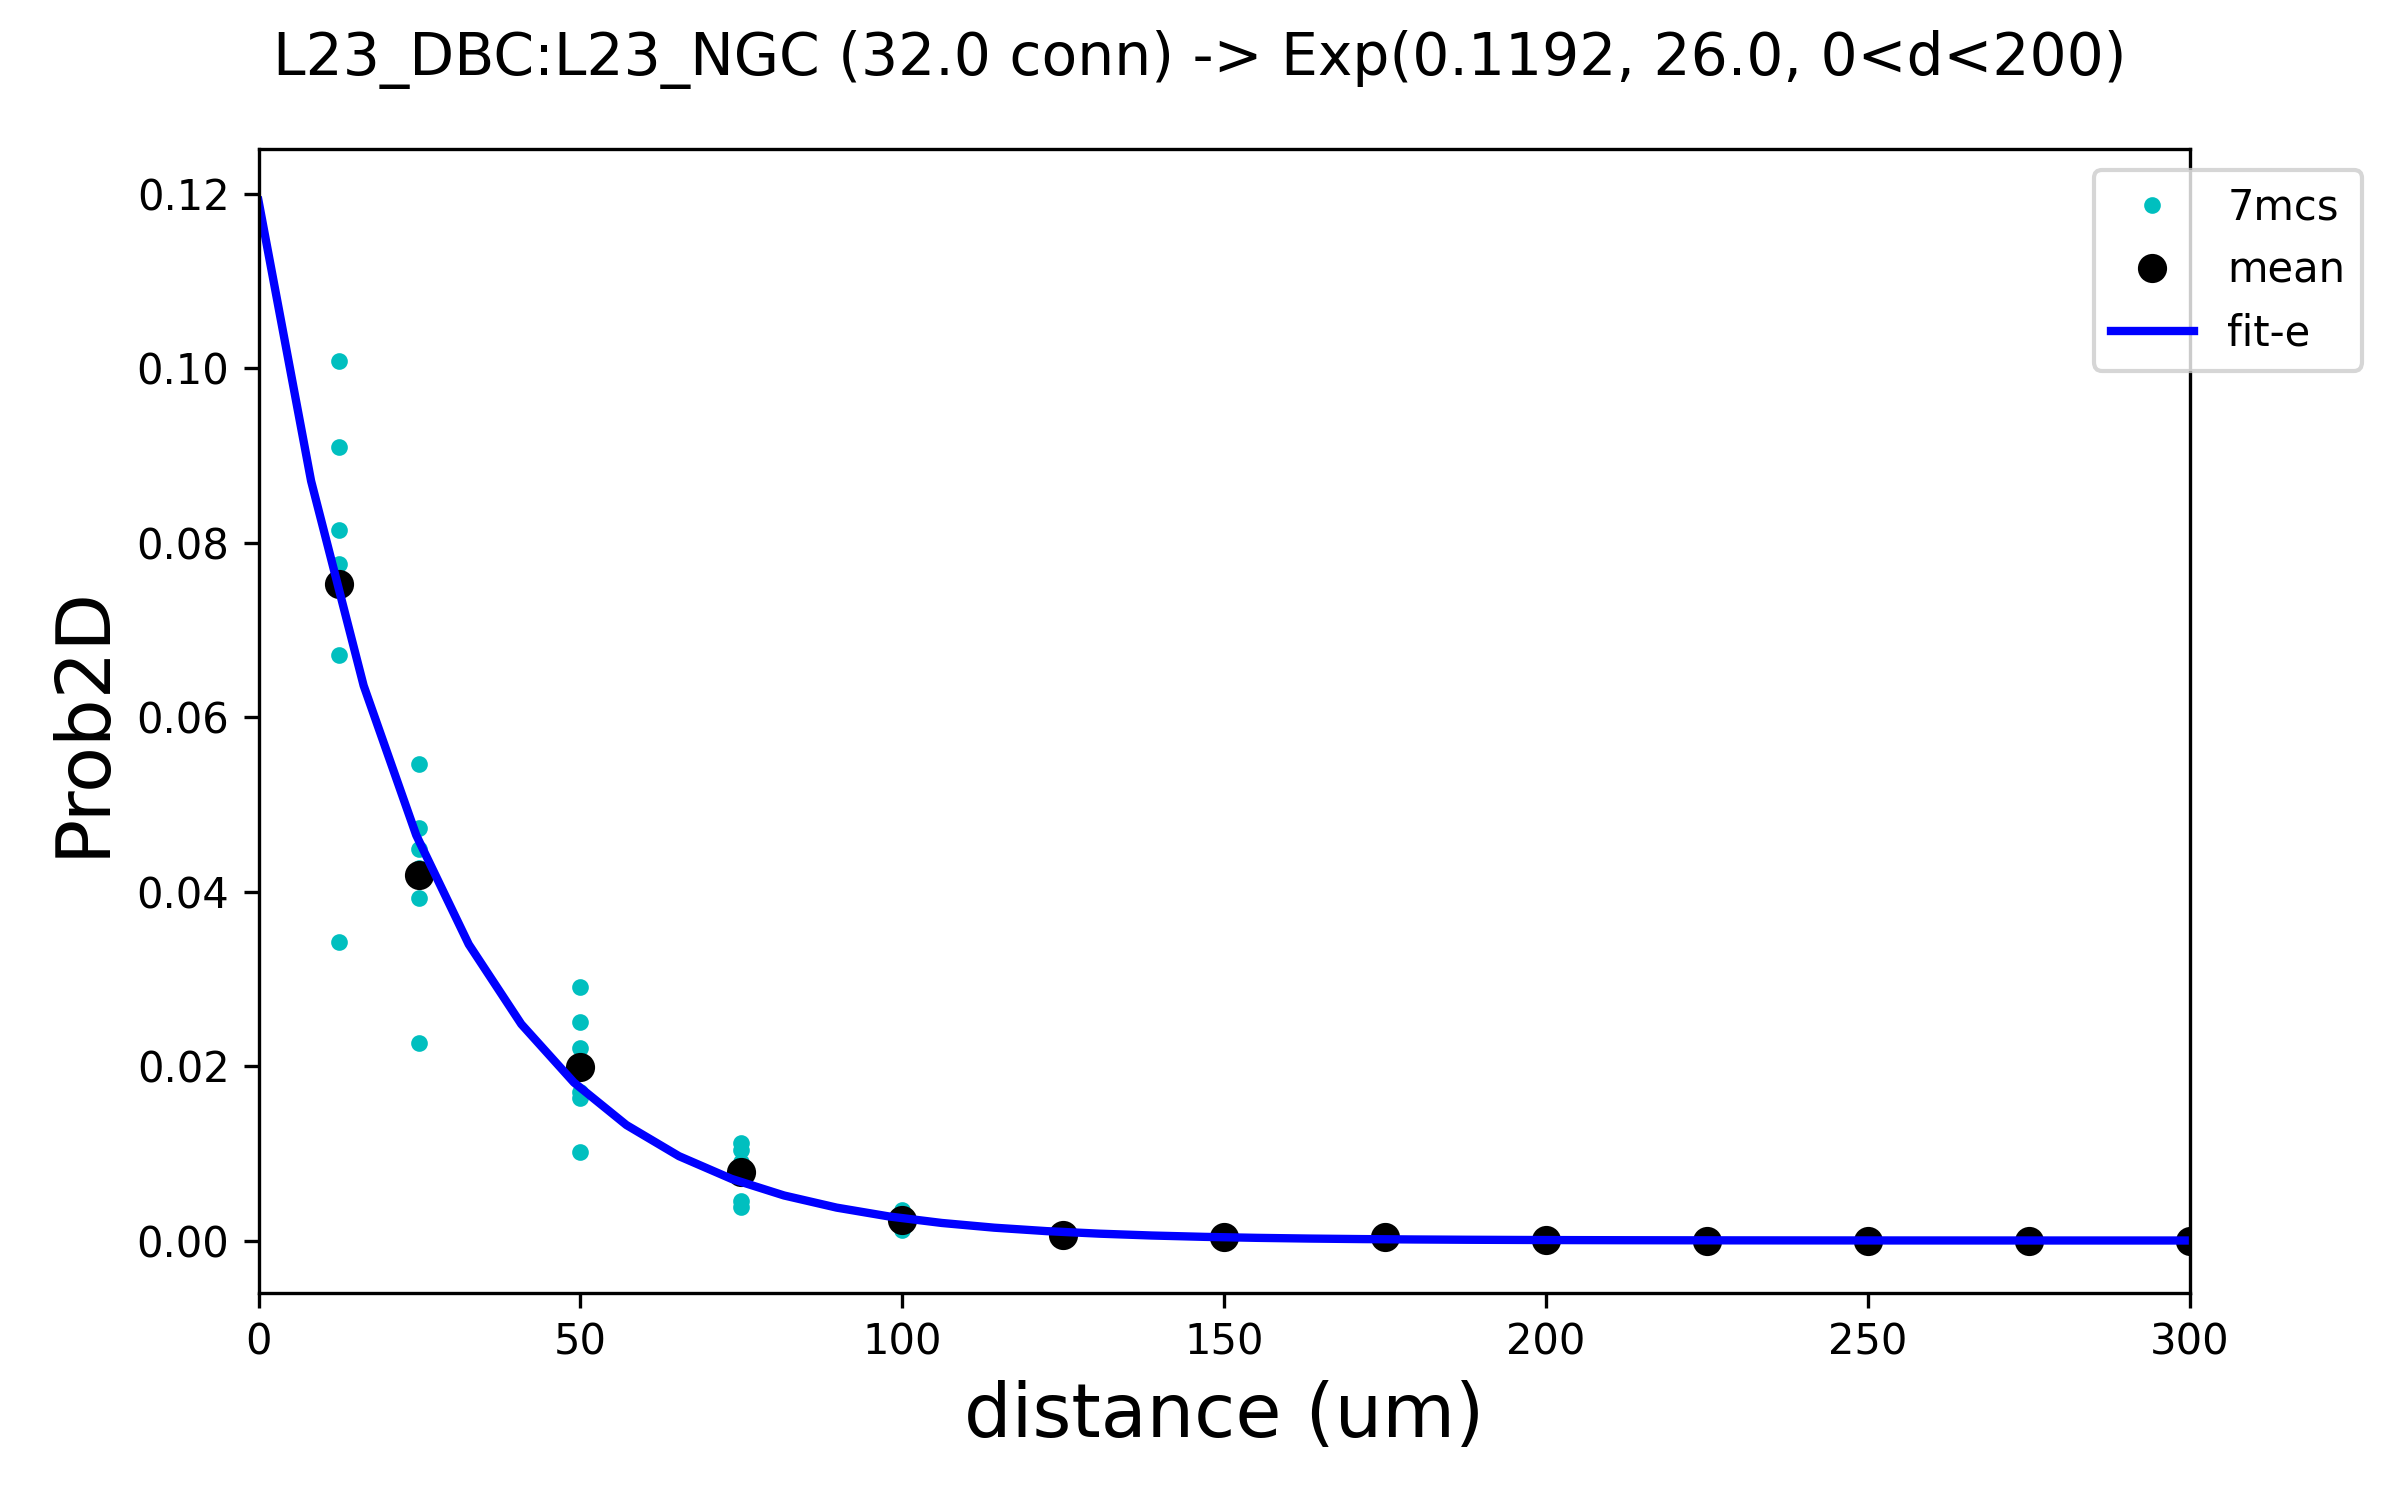 L23_DBC:L23_NGC (32.0 conn) -> Exp(0.1192, 26.0, 0<d<200)
7mcs
mean
fit-e
Prob2D
0.12
0.10
0.08
0.06
0.04
0.02
0.00
0 50 100 150 200 250 300
distance (um)